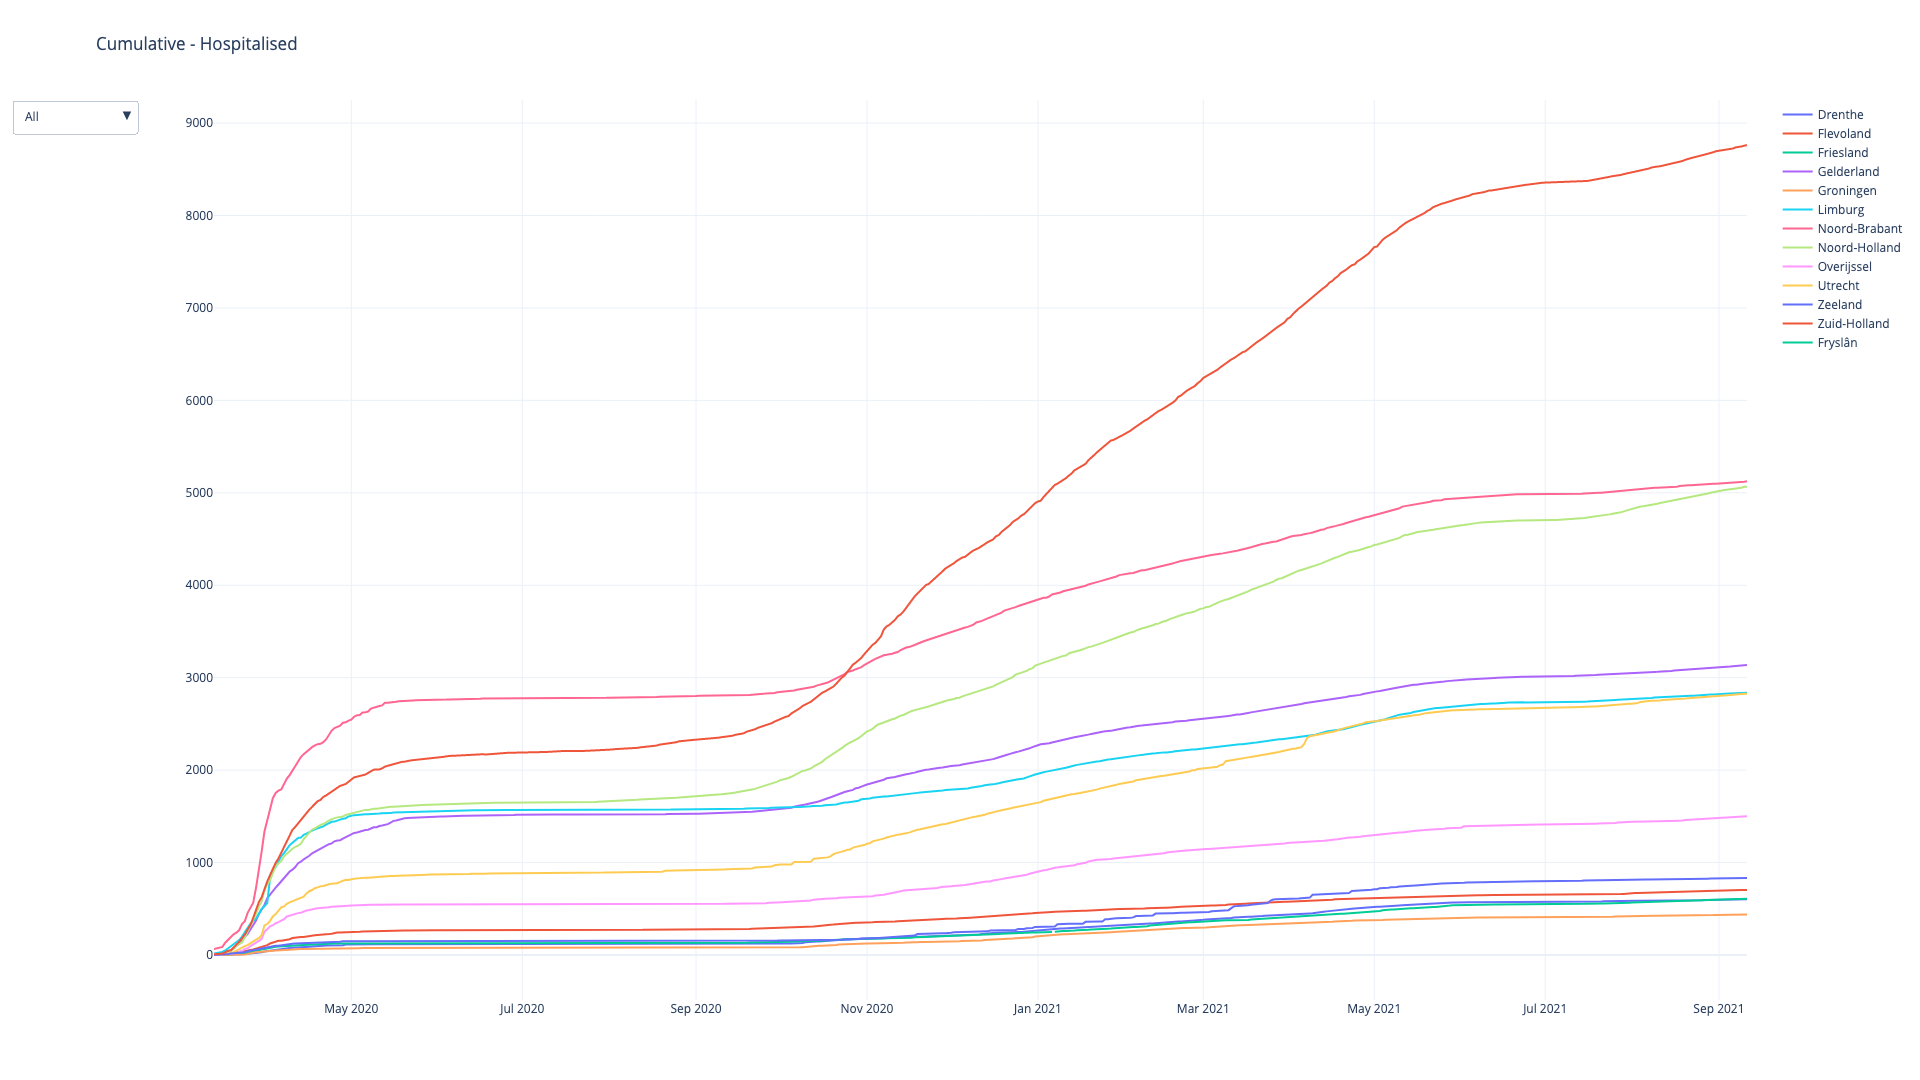 Cumulative - Hospitalised
All ▼
9000
8000
7000
6000
5000
4000
3000
2000
1000
0
May 2020
Jul 2020
Sep 2020
Nov 2020
Jan 2021
Mar 2021
May 2021
Jul 2021
Sep 2021
Drenthe
Flevoland
Friesland
Gelderland
Groningen
Limburg
Noord-Brabant
Noord-Holland
Overijssel
Utrecht
Zeeland
Zuid-Holland
Fryslân